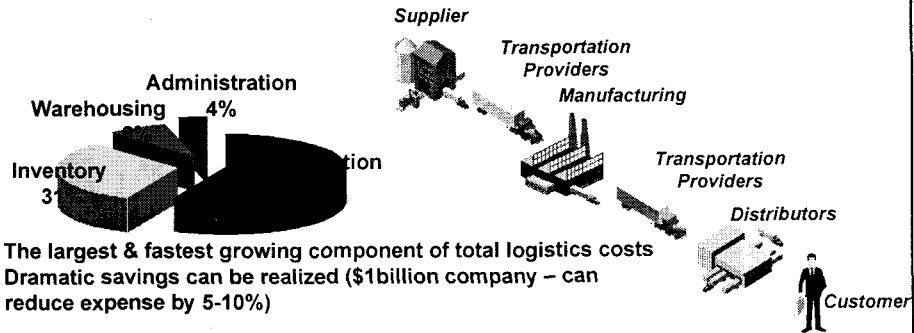 Supplier
Transportation
Providers
Manufacturing
Transportation
Providers
Distributors
Customer
Administration
4%
Warehousing
Inventory
The largest & fastest growing component of total logistics costs
Dramatic savings can be realized ($1billion company – can
reduce expense by 5-10%)